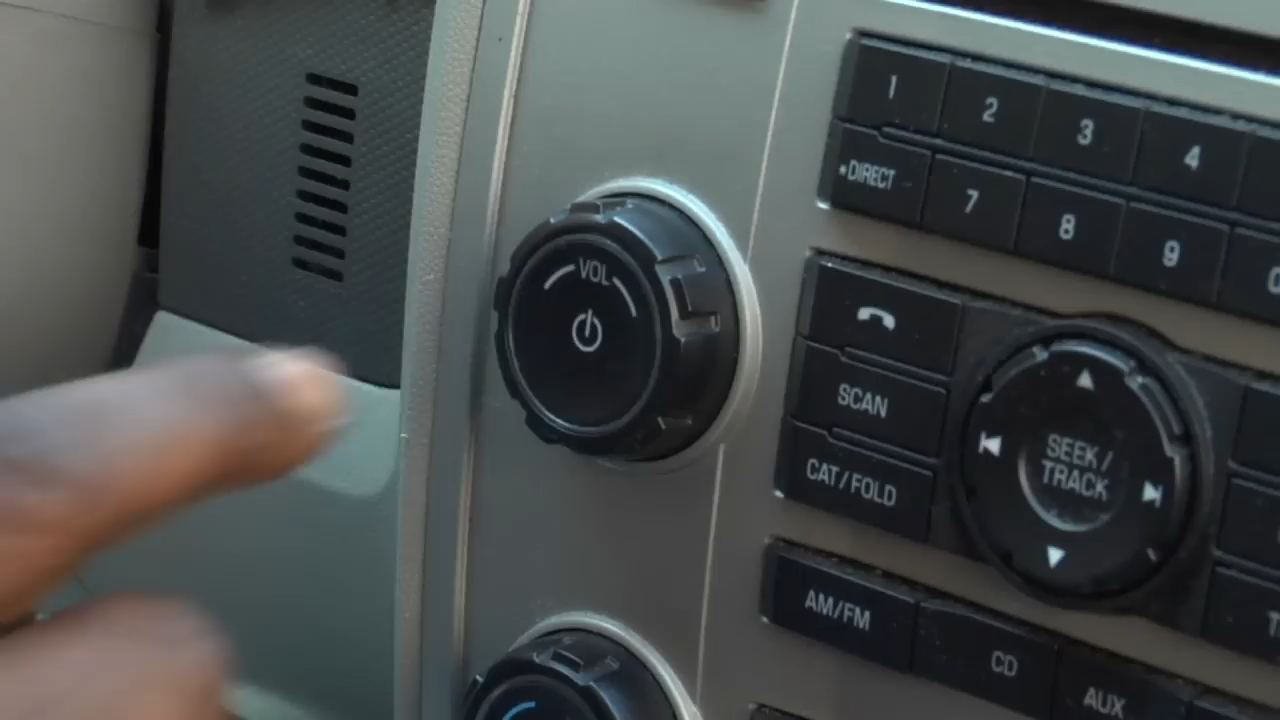 1 2 3 4
•DIRECT 7 8 9
VOL
SCAN
CAT/FOLD
SEEK/
TRACK
AM/FM
CD
AUX